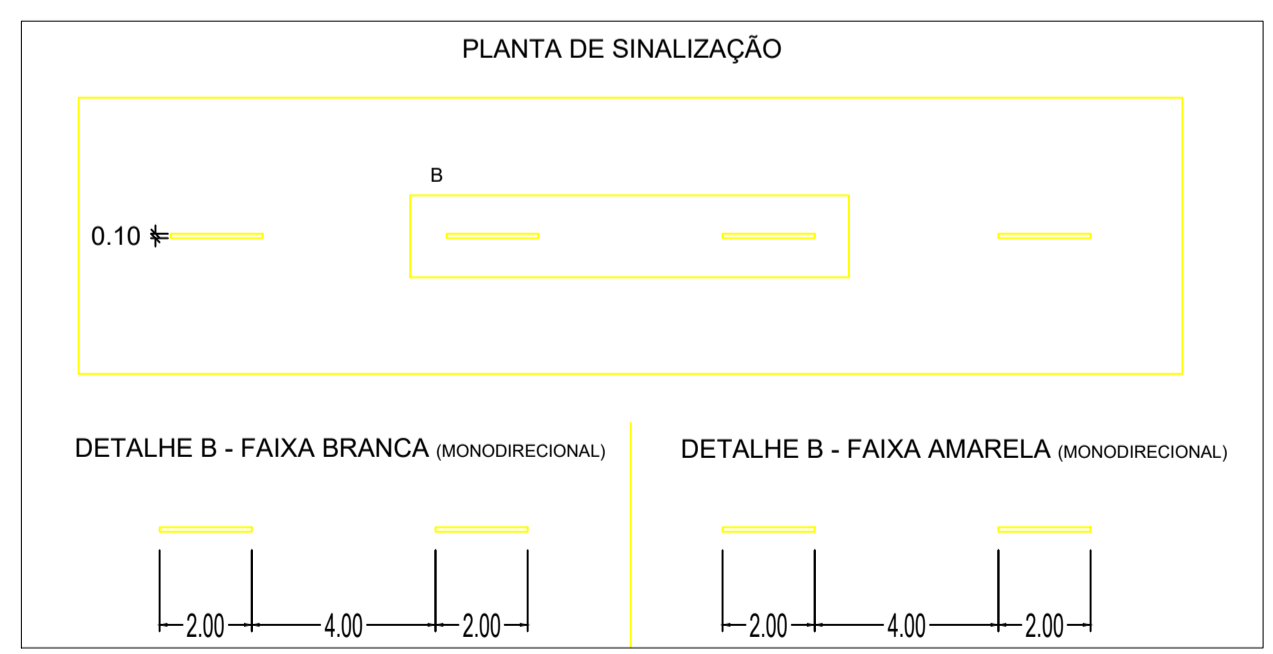 PLANTA DE SINALIZAÇÃO
B
0.10
DETALHE B - FAIXA BRANCA (MONODIRECIONAL)
DETALHE B - FAIXA AMARELA (MONODIRECIONAL)
2.00 4.00 2.00
2.00 4.00 2.00